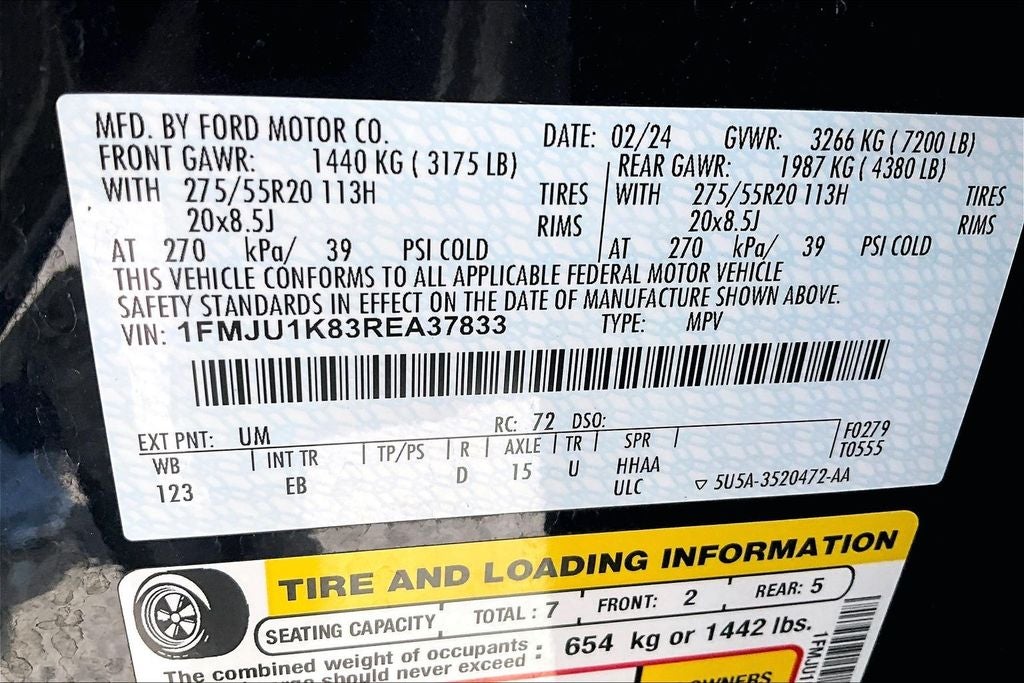 MFD. BY FORD MOTOR CO. DATE: 02/24 GVWR: 3266 KG ( 7200 LB)
FRONT GAWR: 1440 KG ( 3175 LB) REAR GAWR: 1987 KG ( 4380 LB)
WITH 275/55R20 113H TIRES WITH 275/55R20 113H TIRES
20x8.5J RIMS 20x8.5J RIMS
AT 270 kPa/ 39 PSI COLD AT 270 kPa/ 39 PSI COLD
THIS VEHICLE CONFORMS TO ALL APPLICABLE FEDERAL MOTOR VEHICLE
SAFETY STANDARDS IN EFFECT ON THE DATE OF MANUFACTURE SHOWN ABOVE.
VIN: 1FMJU1K83REA37833 TYPE: MPV
EXT PNT: UM RC: 72 DSO:
WB INT TR TP/PS R AXLE TR SPR F0279
123 EB D 15 U HHAA T0555
ULC 5U5A-3520472-AA
TIRE AND LOADING INFORMATION
SEATING CAPACITY TOTAL : 7 FRONT: 2 REAR: 5
The combined weight of occupants : 654 kg or 1442 lbs.
should never exceed
OWNERS
1FMJU1